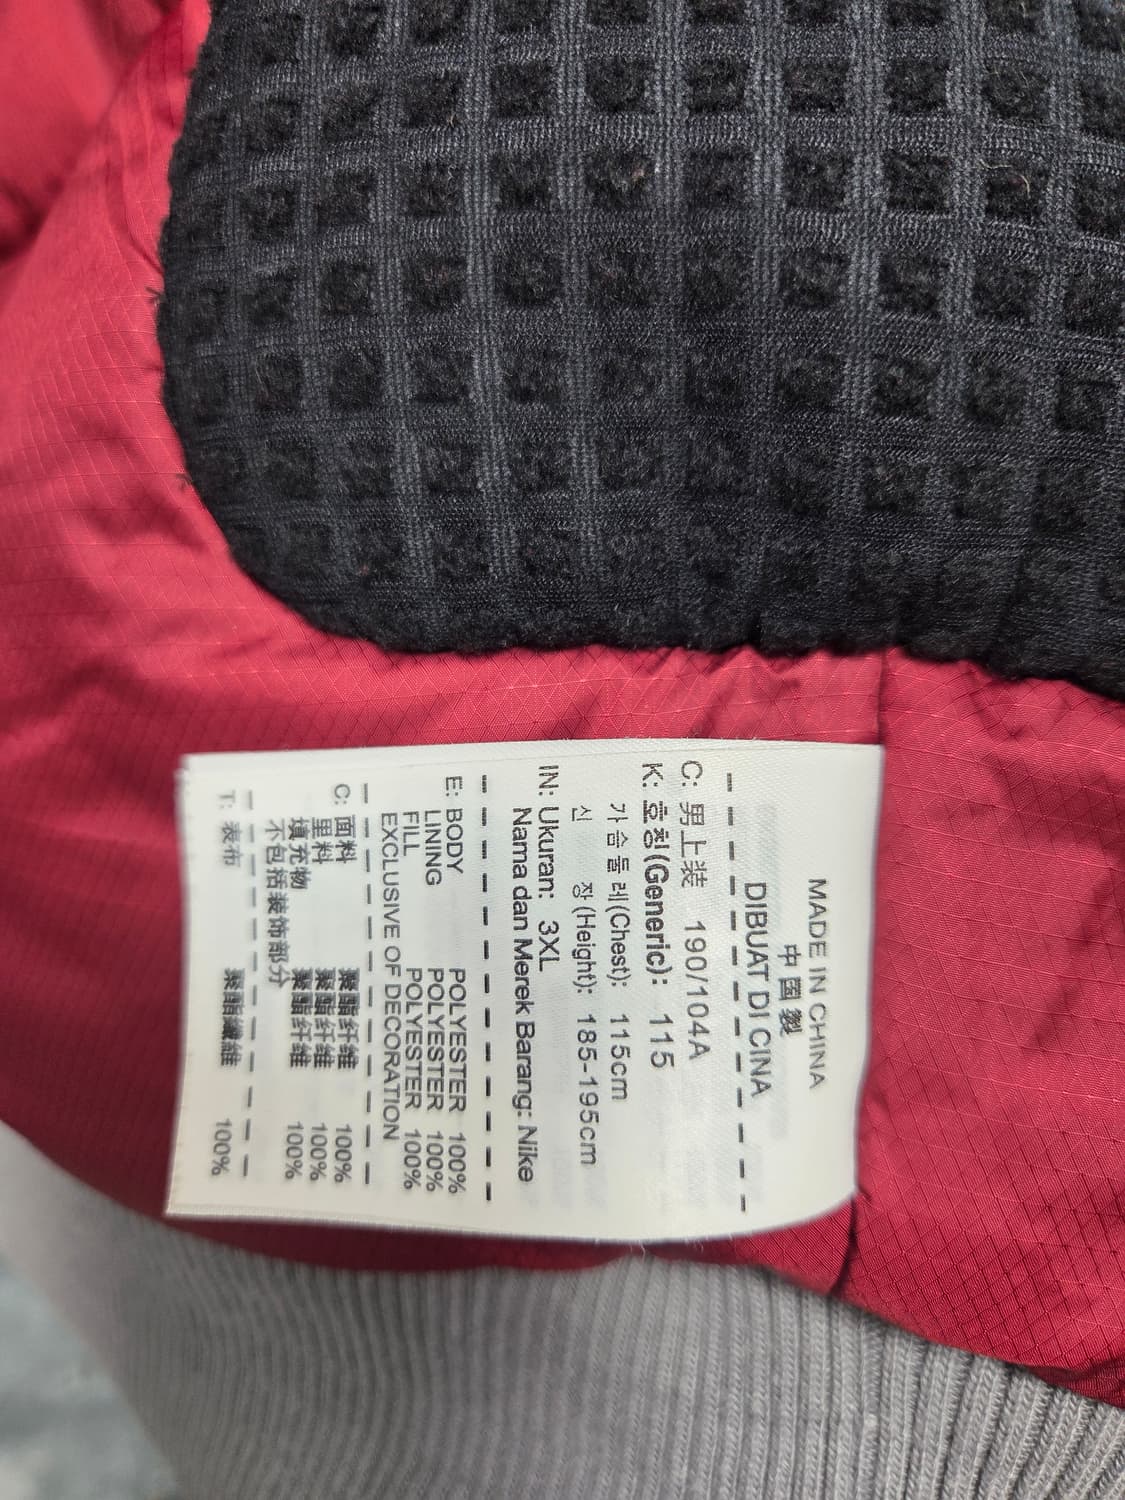 MADE IN CHINA
中國製
DIBUAT DI CINA
C: 男上装 190/104A
K: 호칭(Generic): 115
가슴둘레(Chest): 115cm
신 장(Height): 185-195cm
IN: Ukuran: 3XL
Nama dan Merek Barang: Nike
E: BODY POLYESTER 100%
LINING POLYESTER 100%
FILL POLYESTER 100%
EXCLUSIVE OF DECORATION
C: 面料 聚酯纤维 100%
里料 聚酯纤维 100%
填充物 聚酯纤维 100%
不包括装饰部分
T: 表布 聚酯纖維 100%